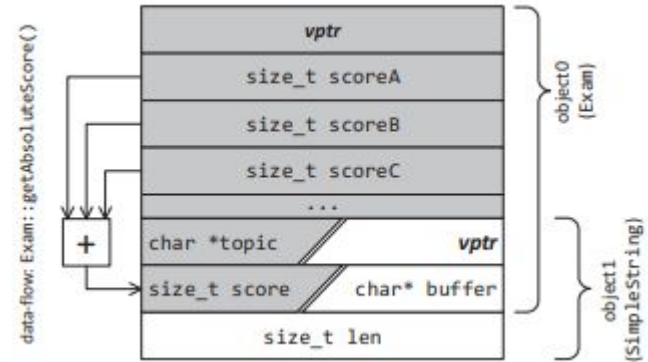 data-flow: Exam::getAbsoluteScore()
vptr
size_t scoreA
size_t scoreB
size_t scoreC
...
+
char *topic
vptr
size_t score
char* buffer
size_t len
object0
(Exam)
object1
(SimpleString)